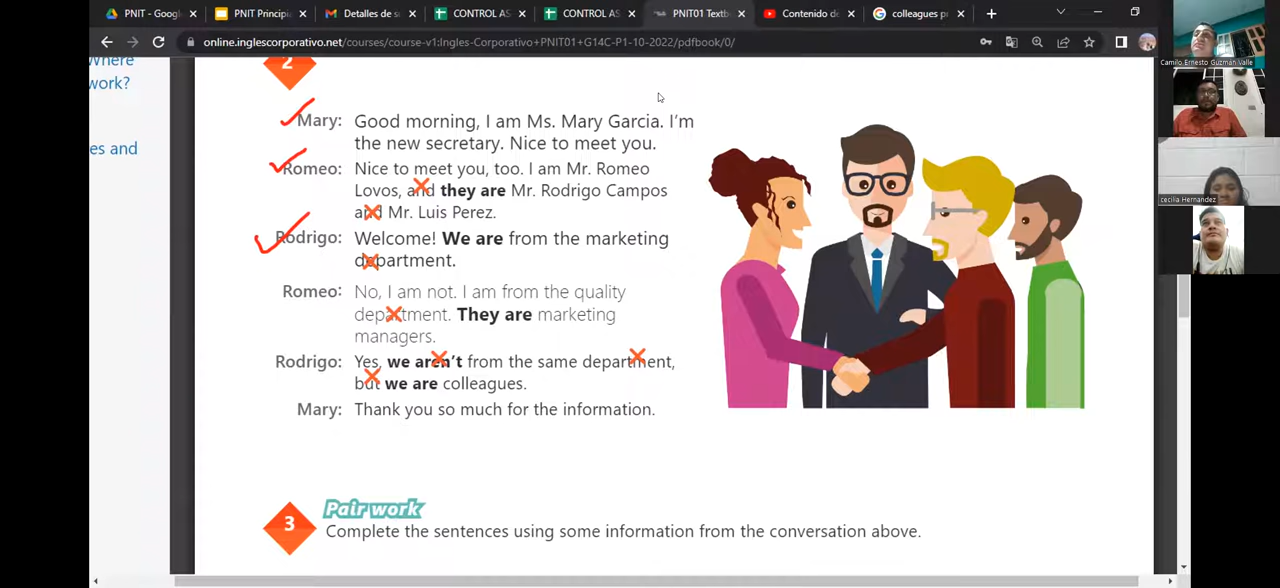 PNIT - Googl
PNIT Principi
Detalles de s
CONTROL AS
CONTROL AS
PNIT01 Textb
Contenido de
colleagues p
online.inglescorporativo.net/courses/course-v1:Ingles-Corporativo+PNIT01+G14C-P1-10-2022/pdfbook/0/
Camilo Ernesto Guzman Valle
cecilia Hernandez
Where
work?
es and
2
Mary: Good morning, I am Ms. Mary Garcia. I'm
the new secretary. Nice to meet you.
Romeo: Nice to meet you, too. I am Mr. Romeo
Lovos, and they are Mr. Rodrigo Campos
and Mr. Luis Perez.
Rodrigo: Welcome! We are from the marketing
department.
Romeo: No, I am not. I am from the quality
department. They are marketing
managers.
Rodrigo: Yes, we aren't from the same department,
but we are colleagues.
Mary: Thank you so much for the information.
3
Pair work
Complete the sentences using some information from the conversation above.